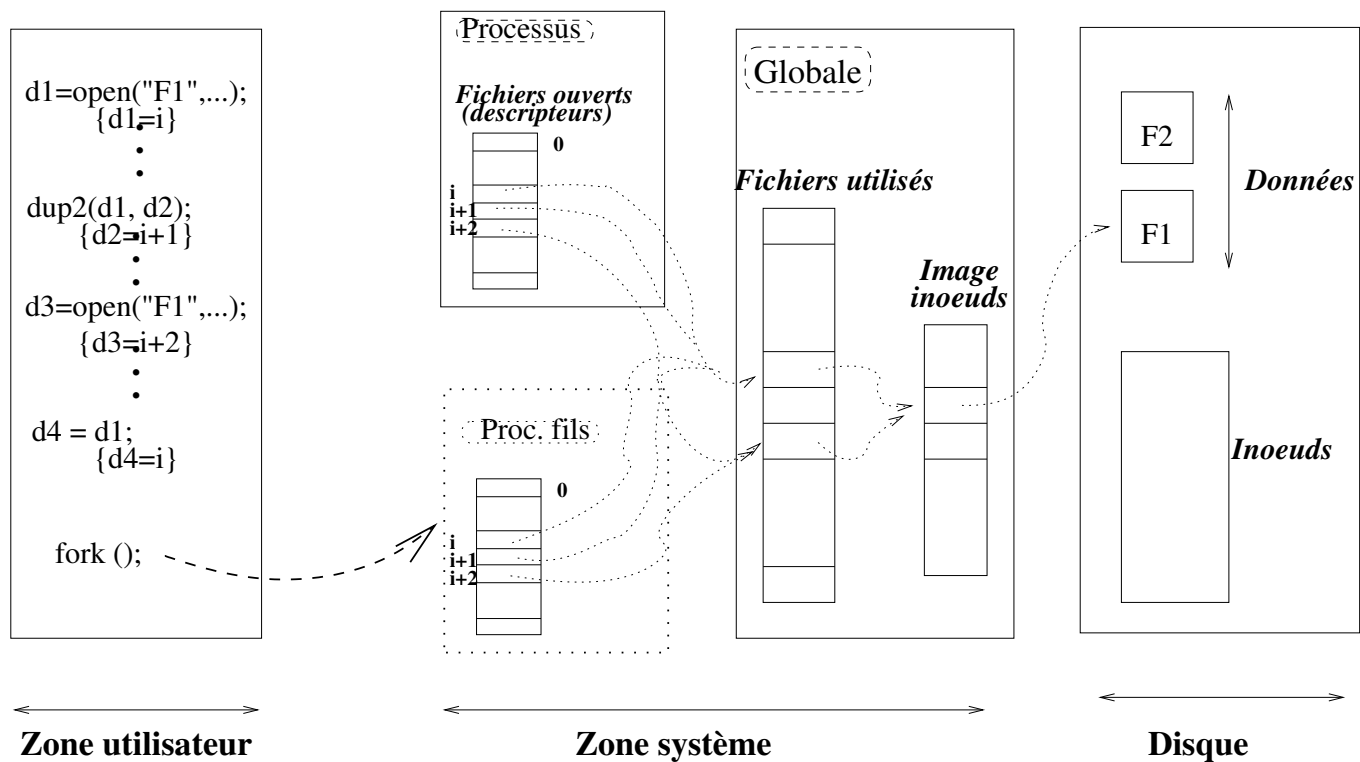 d1=open("F1",...);
{d1=i}
dup2(d1, d2);
{d2=i+1}
d3=open("F1",...);
{d3=i+2}
d4 = d1;
{d4=i}
fork ();
Processus
Fichiers ouverts
(descripteurs)
0
i
i+1
i+2
Proc. fils
0
i
i+1
i+2
Globale
Fichiers utilisés
Image
inoeuds
F2
F1
Données
Inoeuds
Zone utilisateur
Zone système
Disque